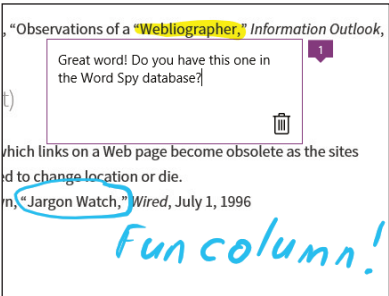 , “Observations of a “Webliographer,” Information Outlook,
1
Great word! Do you have this one in
the Word Spy database?
t)
which links on a Web page become obsolete as the sites
ed to change location or die.
n, “Jargon Watch,” Wired, July 1, 1996
Fun column!